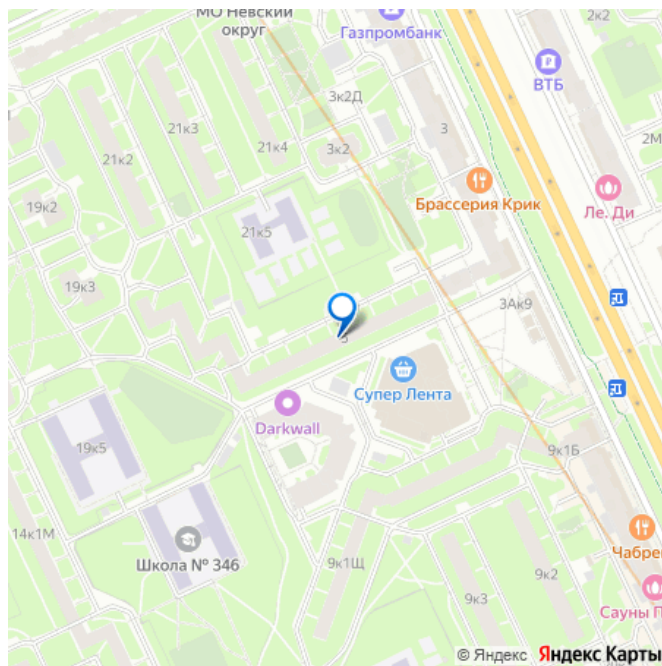 МО Невский
округ
Газпромбанк
2к2
ВТБ
21к3
3к2Д
3
21к2
21к4
3к2
2М
19к2
Брассерия Крик
Ле. Ди
21к5
19к3
3Ак9
Супер Лента
Darkwall
19к5
9к1Б
14к1М
Школа № 346
9к1Щ
9к2
Чабре
9к3
Сауны П
© Яндекс Яндекс Карты